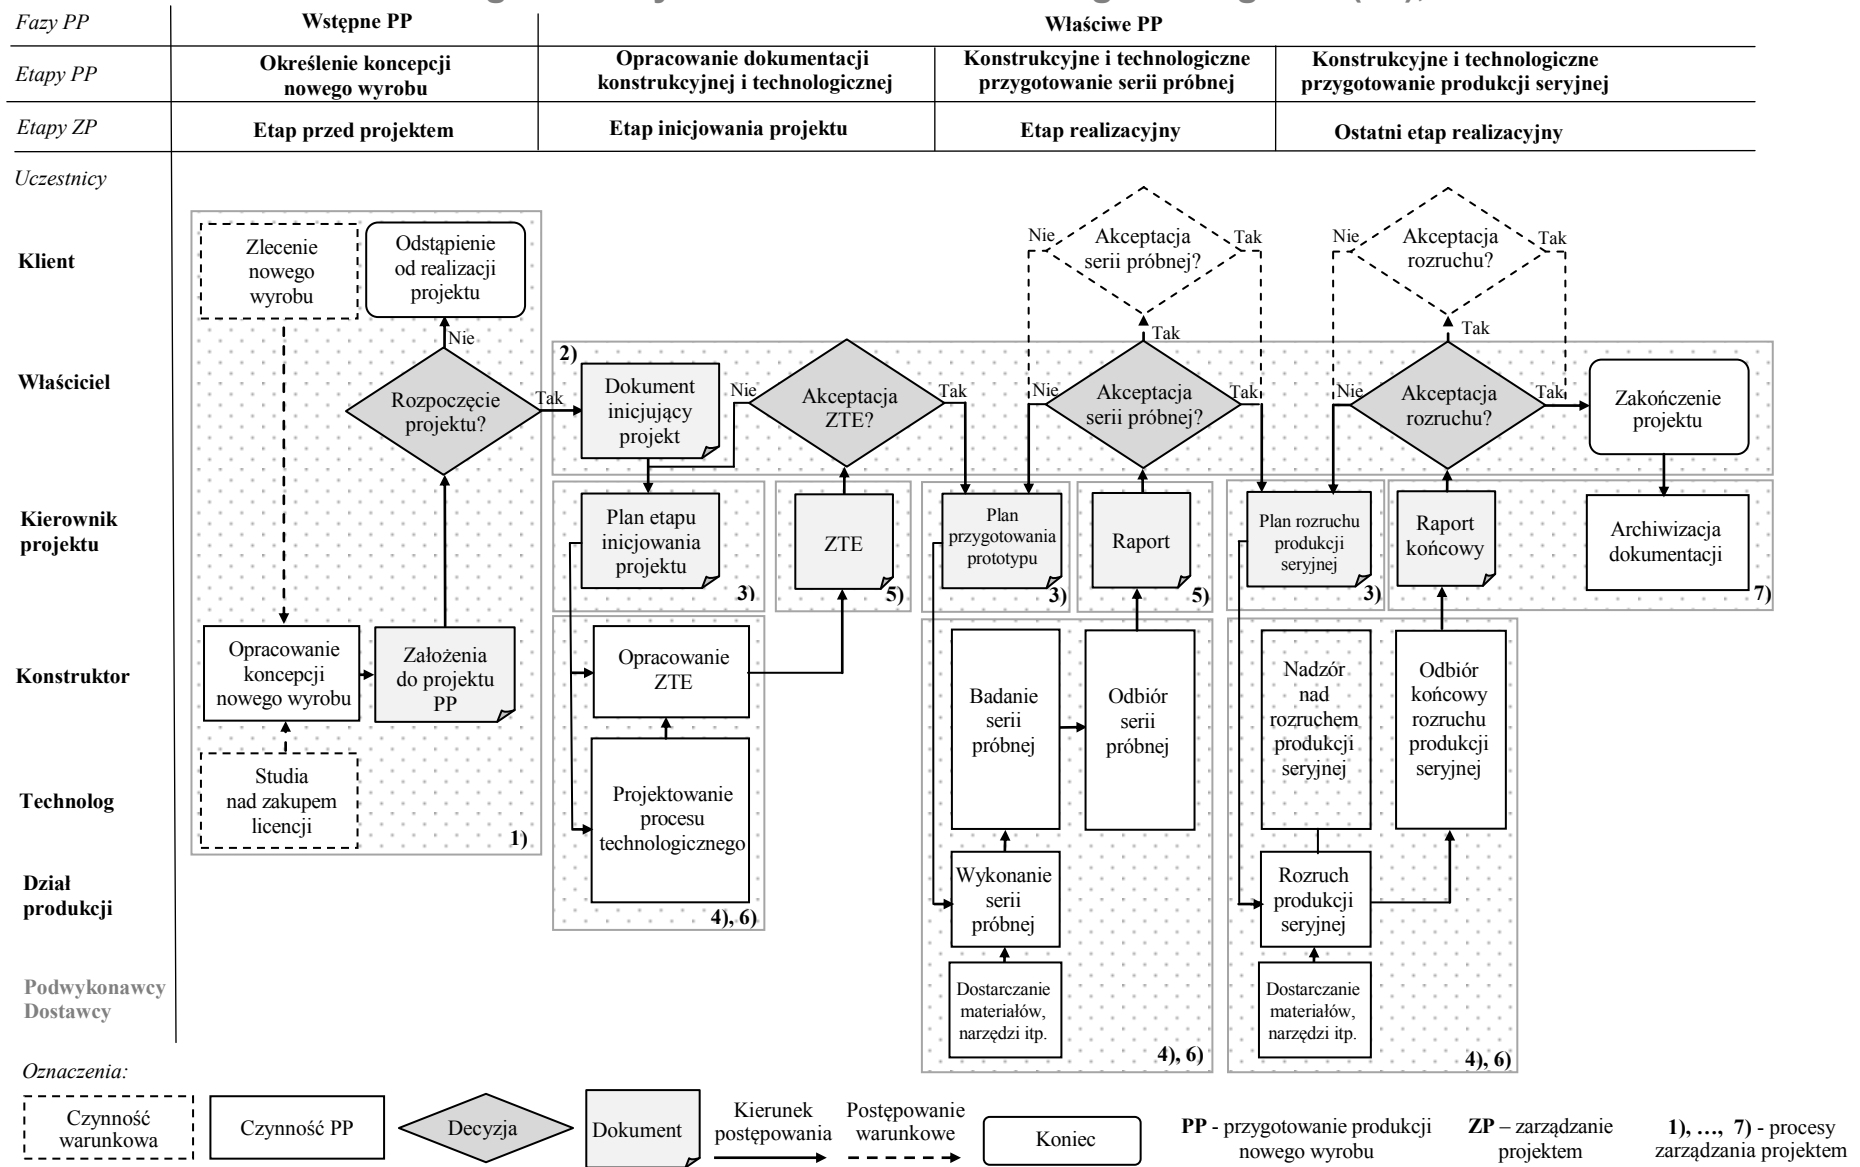 Fazy PP
Wstępne PP
Właściwe PP
Etapy PP
Określenie koncepcji
nowego wyrobu
Opracowanie dokumentacji
konstrukcyjnej i technologicznej
Konstrukcyjne i technologiczne
przygotowanie serii próbnej
Konstrukcyjne i technologiczne
przygotowanie produkcji seryjnej
Etapy ZP
Etap przed projektem
Etap inicjowania projektu
Etap realizacyjny
Ostatni etap realizacyjny
Uczestnicy
Klient
Zlecenie
nowego
wyrobu
Odstąpienie
od realizacji
projektu
Nie
Akceptacja
serii próbnej?
Tak
Nie
Akceptacja
rozruchu?
Tak
Właściciel
Nie
Rozpoczęcie
projektu?
Tak
2)
Dokument
inicjujący
projekt
Nie
Akceptacja
ZTE?
Tak
Tak
Nie
Akceptacja
serii próbnej?
Tak
Tak
Nie
Akceptacja
rozruchu?
Tak
Zakończenie
projektu
Kierownik
projektu
Plan etapu
inicjowania
projektu
3)
ZTE
5)
Plan
przygotowania
prototypu
3)
Raport
5)
Plan rozruchu
produkcji
seryjnej
3)
Raport
końcowy
Archiwizacja
dokumentacji
7)
Konstruktor
Opracowanie
koncepcji
nowego wyrobu
Założenia
do projektu
PP
Opracowanie
ZTE
Badanie
serii
próbnej
Odbiór
serii
próbnej
Nadzór
nad
rozruchem
produkcji
seryjnej
Odbiór
końcowy
rozruchu
produkcji
seryjnej
Technolog
Studia
nad zakupem
licencji
1)
Projektowanie
procesu
technologicznego
Dział
produkcji
4), 6)
Wykonanie
serii
próbnej
Rozruch
produkcji
seryjnej
Podwykonawcy
Dostawcy
Dostarczanie
materiałów,
narzędzi itp.
4), 6)
Dostarczanie
materiałów,
narzędzi itp.
4), 6)
Oznaczenia:
Czynność
warunkowa
Czynność PP
Decyzja
Dokument
Kierunek
postępowania
Postępowanie
warunkowe
Koniec
PP - przygotowanie produkcji
nowego wyrobu
ZP – zarządzanie
projektem
1), …, 7) - procesy
zarządzania projektem